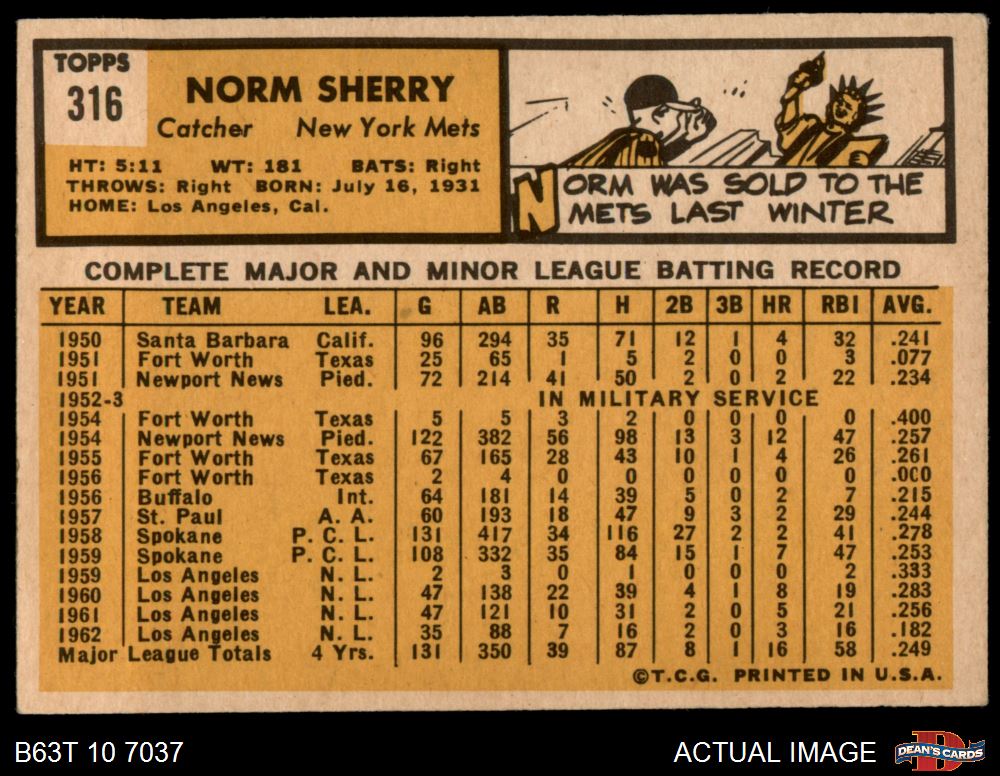 TOPPS
316
NORM SHERRY
Catcher New York Mets
HT: 5:11 WT: 181 BATS: Right
THROWS: Right BORN: July 16, 1931
HOME: Los Angeles, Cal.
NORM WAS SOLD TO THE
METS LAST WINTER
COMPLETE MAJOR AND MINOR LEAGUE BATTING RECORD
YEAR TEAM LEA. G AB R H 2B 3B HR RBI AVG.
1950 Santa Barbara Calif. 96 294 35 71 12 1 4 32 .241
1951 Fort Worth Texas 25 65 1 5 2 0 0 3 .077
1951 Newport News Pied. 72 214 41 50 2 0 2 22 .234
1952-3 IN MILITARY SERVICE
1954 Fort Worth Texas 5 5 3 2 0 0 0 0 .400
1954 Newport News Pied. 122 382 56 98 13 3 12 47 .257
1955 Fort Worth Texas 67 165 28 43 10 1 4 26 .261
1956 Fort Worth Texas 2 4 0 0 0 0 0 0 .000
1956 Buffalo Int. 64 181 14 39 5 0 2 7 .215
1957 St. Paul A. A. 60 193 18 47 9 3 2 29 .244
1958 Spokane P. C. L. 131 417 34 116 27 2 2 41 .278
1959 Spokane P. C. L. 108 332 35 84 15 1 7 47 .253
1959 Los Angeles N. L. 2 3 0 1 0 0 0 2 .333
1960 Los Angeles N. L. 47 138 22 39 4 1 8 19 .283
1961 Los Angeles N. L. 47 121 10 31 2 0 5 21 .256
1962 Los Angeles N. L. 35 88 7 16 2 0 3 16 .182
Major League Totals 4 Yrs. 131 350 39 87 8 1 16 58 .249
©T.C.G. PRINTED IN U.S.A.
B63T 10 7037 ACTUAL IMAGE DEAN'S CARDS